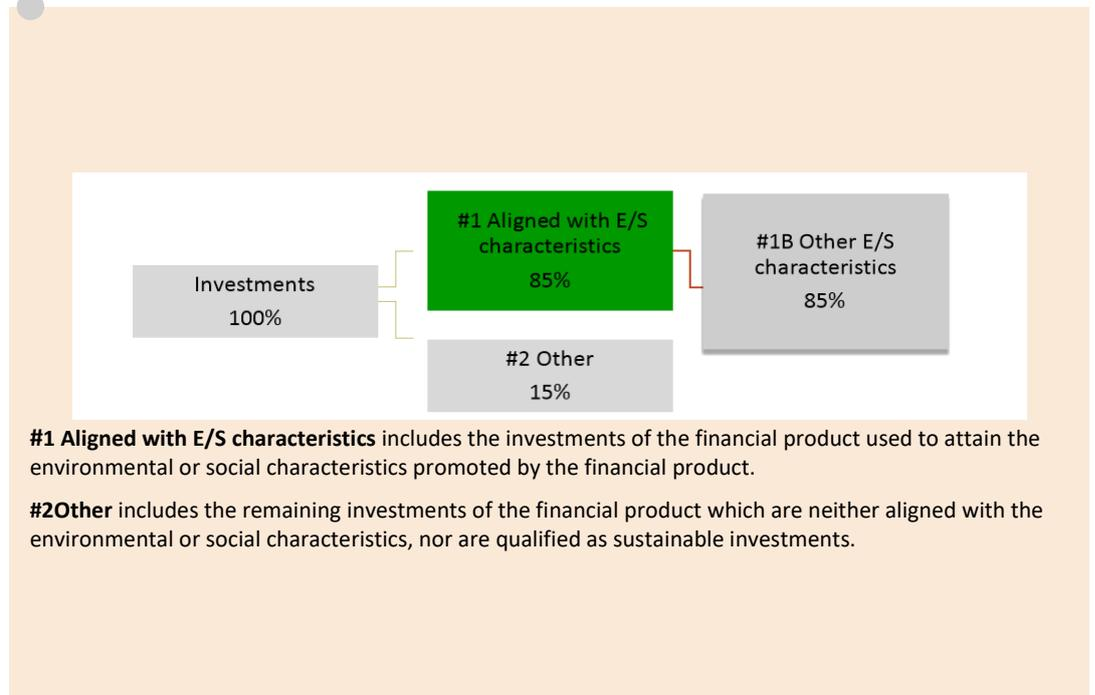 #1 Aligned with E/S
characteristics
85%
#1B Other E/S
characteristics
85%
Investments
100%
#2 Other
15%
#1 Aligned with E/S characteristics includes the investments of the financial product used to attain the
environmental or social characteristics promoted by the financial product.
#2Other includes the remaining investments of the financial product which are neither aligned with the
environmental or social characteristics, nor are qualified as sustainable investments.